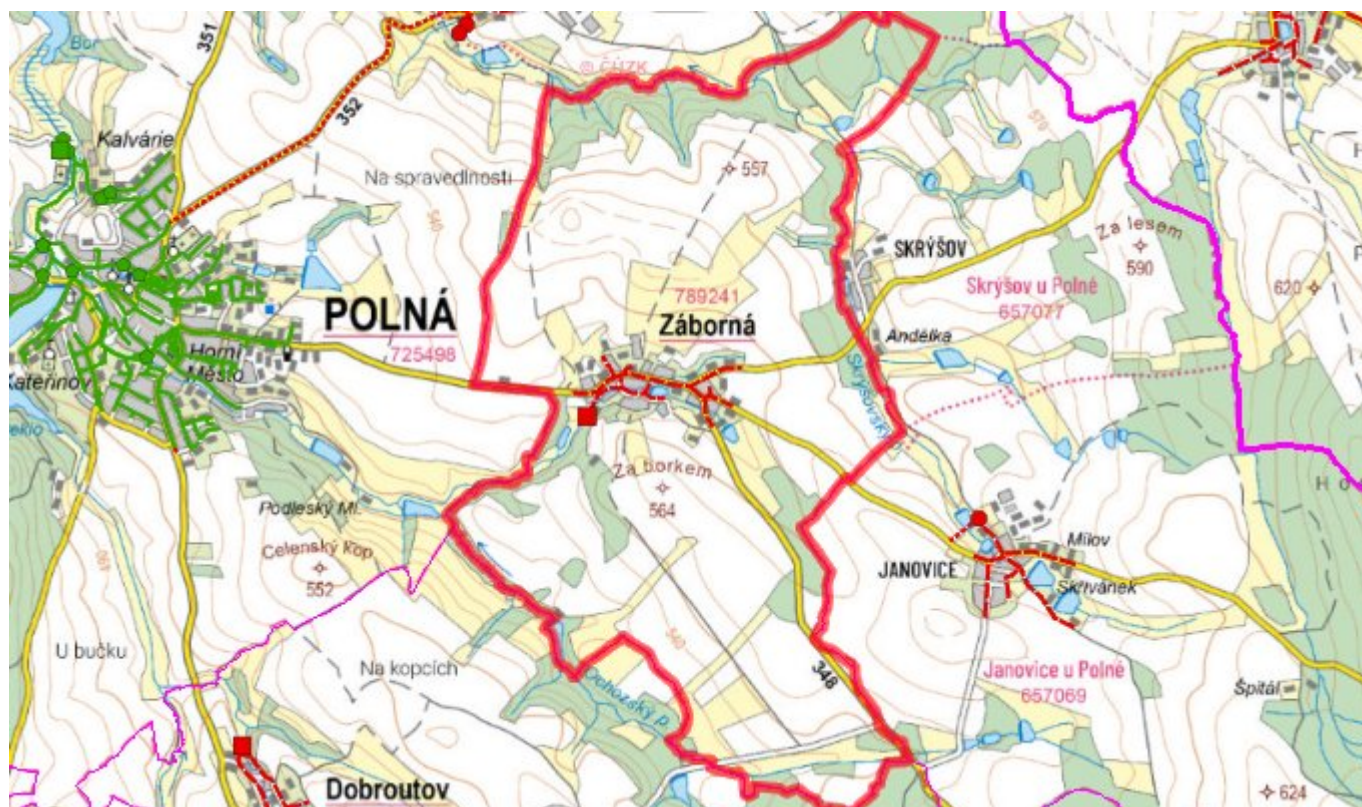 Bor
351
© ČÚZK
352
Kalvárie
Na spravedlnosti
540
557
570
Za lesem
590
SKRÝŠOV
Skrýšov u Polné
657077
620
789241
Záborná
POLNÁ
725498
Andělka
Horní
Město
Kateřinov
Skrýšovský
Za borkem
564
Podleský Ml.
Celenský kop
552
Milov
JANOVICE
Skřivánek
U bučku
Na kopcích
540
348
Janovice u Polné
657069
Špitál
Dobroutov
624